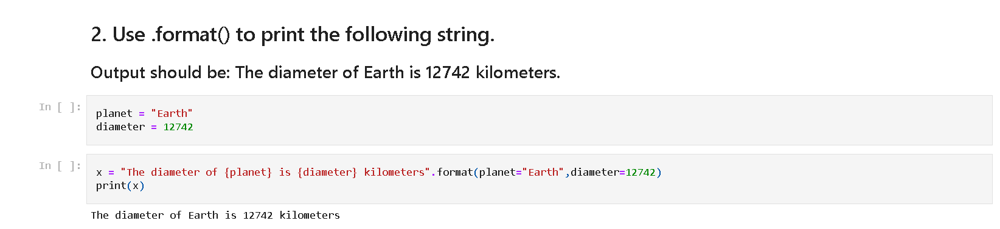 2. Use .format() to print the following string.
Output should be: The diameter of Earth is 12742 kilometers.
In [ ]:
planet = "Earth"
diameter = 12742
In [ ]:
x = "The diameter of {planet} is {diameter} kilometers".format(planet="Earth",diameter=12742)
print(x)
The diameter of Earth is 12742 kilometers